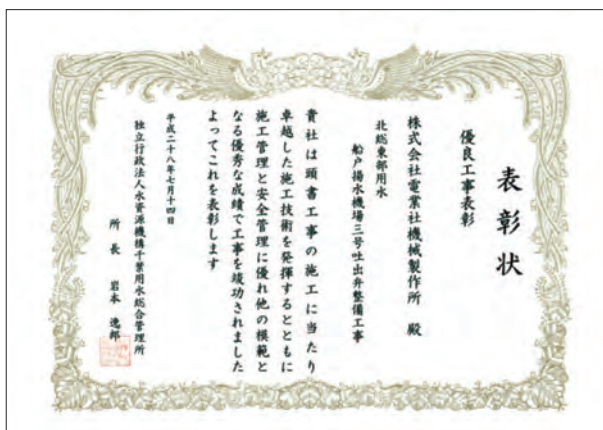 表彰状
優良工事表彰
株式会社電業社機械製作所　殿
北総東部用水
船戸揚水機場三号吐出弁整備工事
貴社は頭書工事の施工に当たり
卓越した施工技術を発揮するとともに
施工管理と安全管理に優れ他の模範と
なる優秀な成績で工事を竣功されました
よってこれを表彰します
平成二十八年七月十四日
独立行政法人水資源機構千葉用水総合管理所
所長　岩本　逸郎